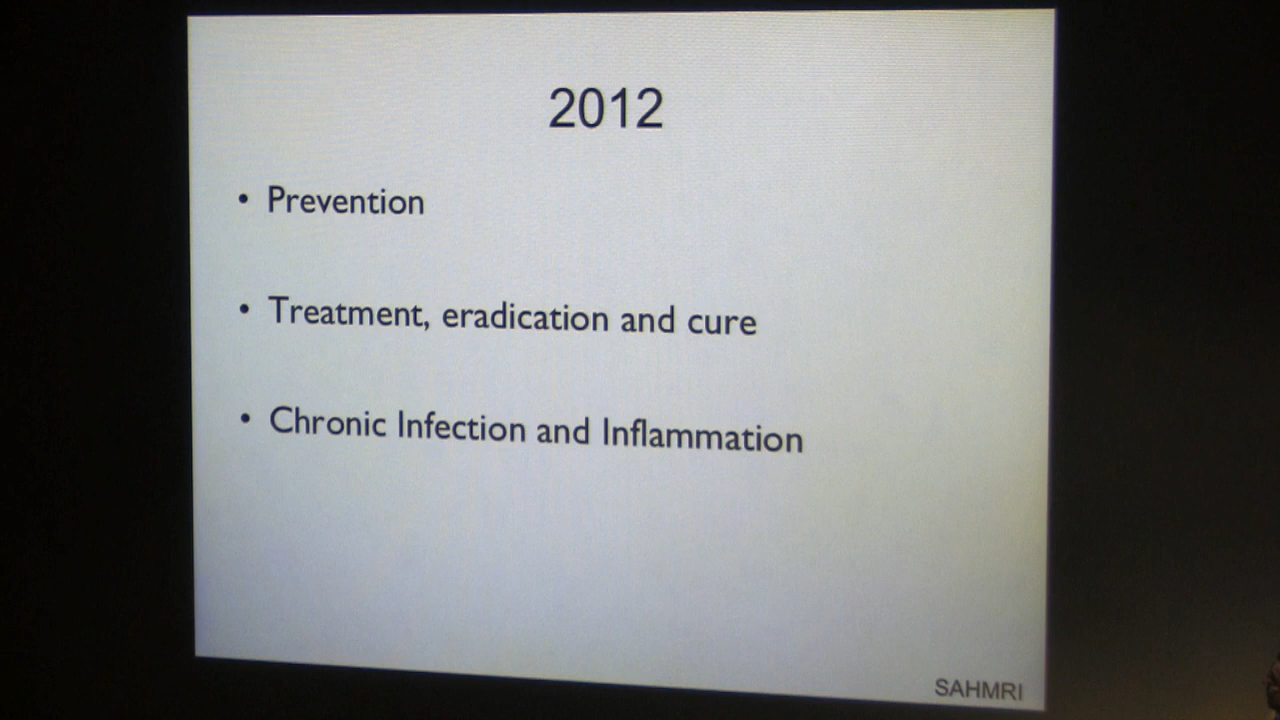 2012
• Prevention
• Treatment, eradication and cure
• Chronic Infection and Inflammation
SAHMRI